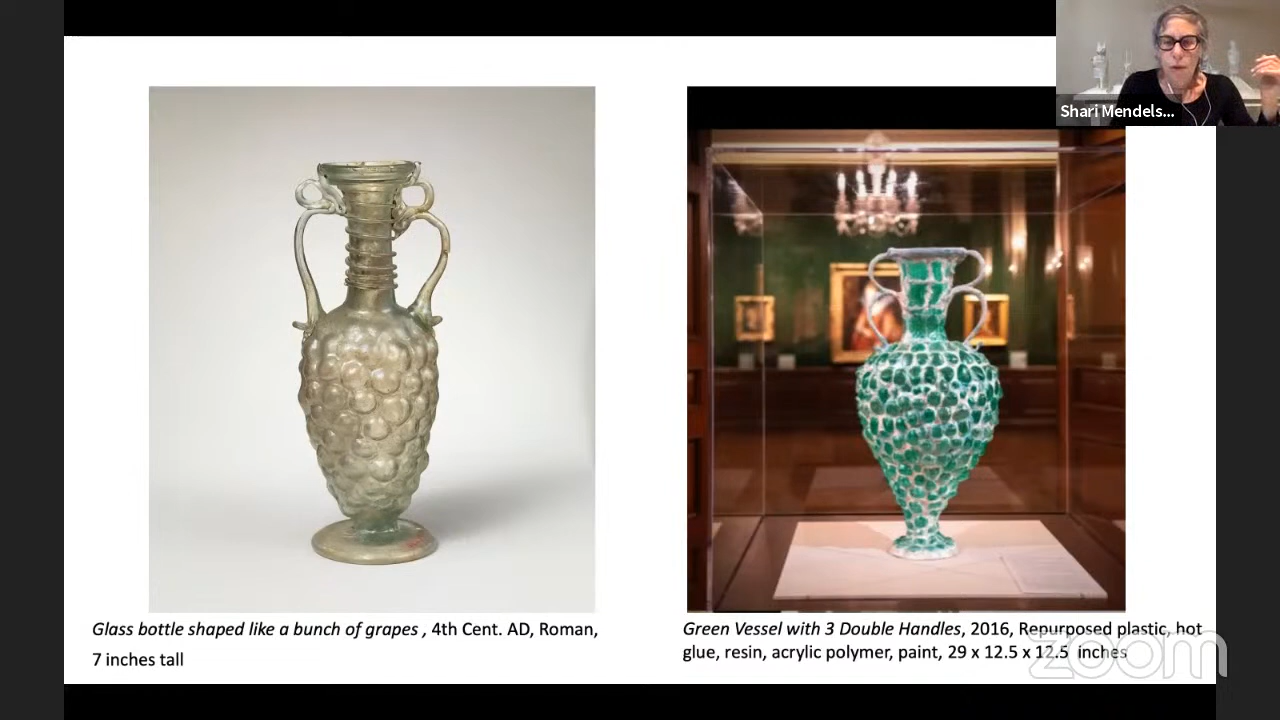 Shari Mendels...
Glass bottle shaped like a bunch of grapes , 4th Cent. AD, Roman,
7 inches tall
Green Vessel with 3 Double Handles, 2016, Repurposed plastic, hot
glue, resin, acrylic polymer, paint, 29 x 12.5 x 12.5 inches
zoom